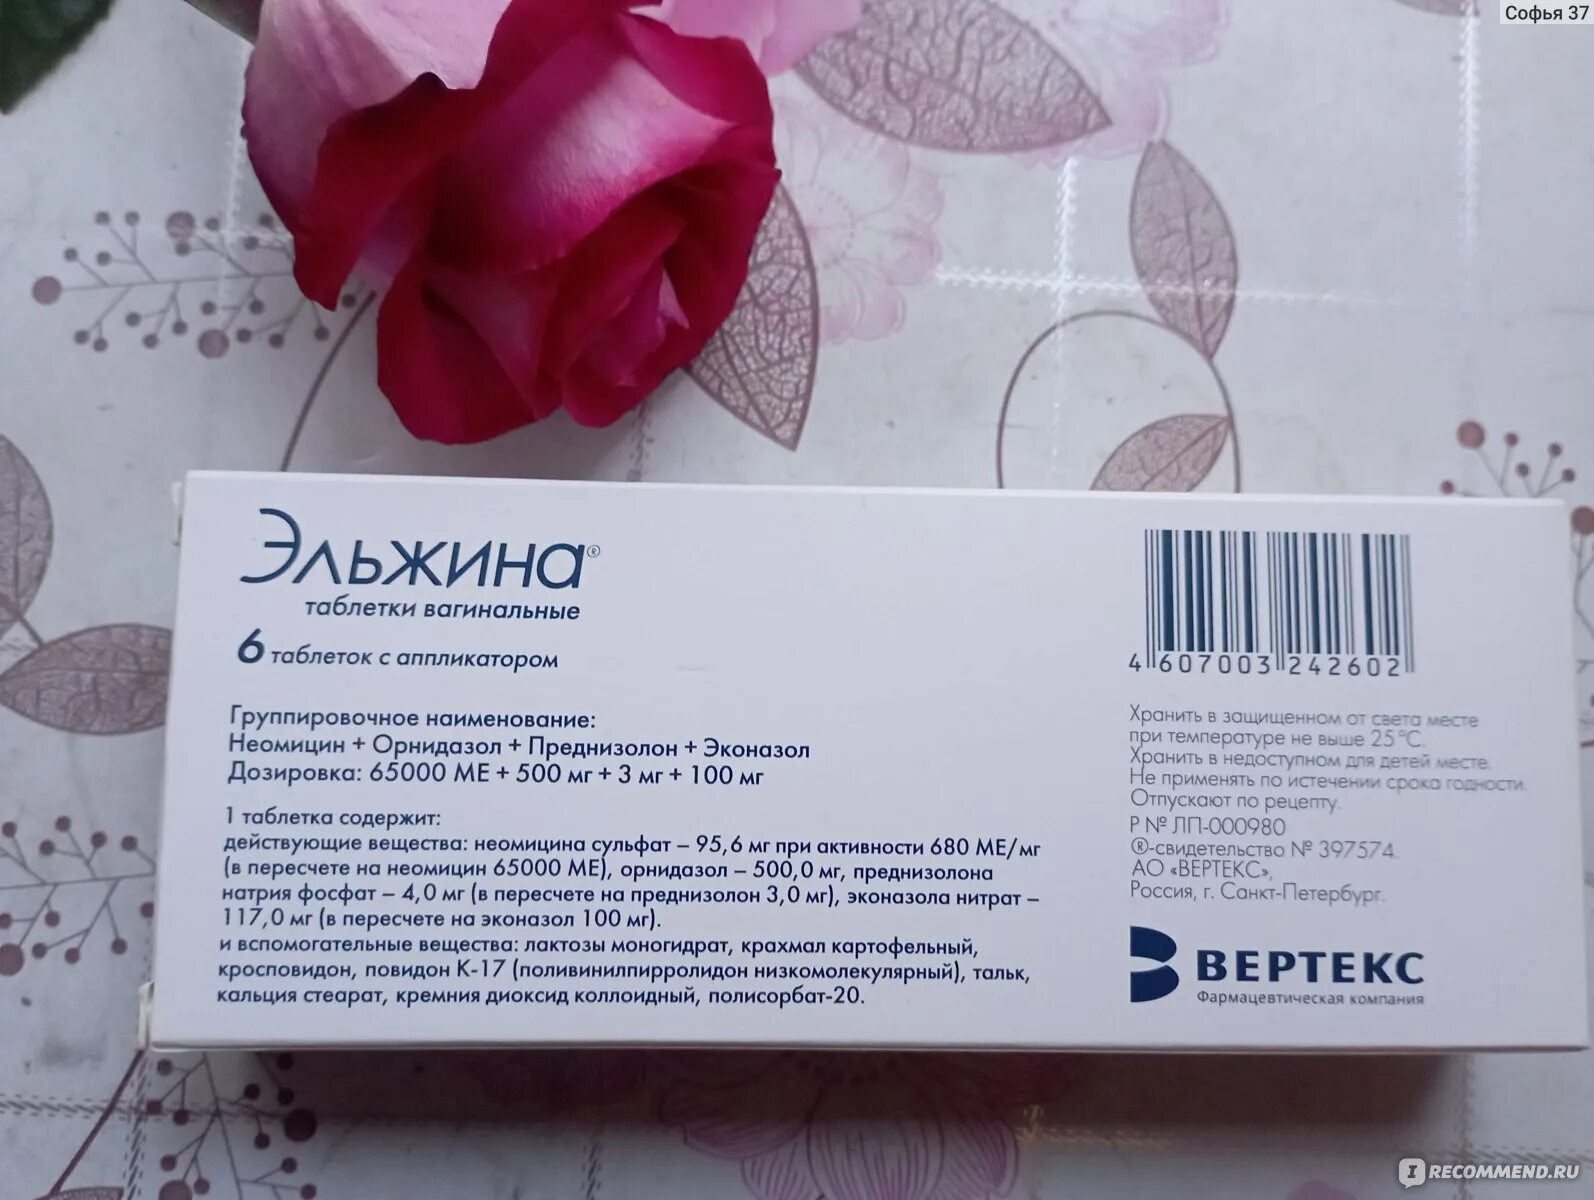 Софья 37
Эльжина®
таблетки вагинальные
6 таблеток с аппликатором
Группировочное наименование:
Неомицин + Орнидазол + Преднизолон + Эконазол
Дозировка: 65000 МЕ + 500 мг + 3 мг + 100 мг
1 таблетка содержит:
действующие вещества: неомицина сульфат – 95,6 мг при активности 680 МЕ/мг
(в пересчете на неомицин 65000 МЕ), орнидазол – 500,0 мг, преднизолона
натрия фосфат – 4,0 мг (в пересчете на преднизолон 3,0 мг), эконазола нитрат –
117,0 мг (в пересчете на эконазол 100 мг).
и вспомогательные вещества: лактозы моногидрат, крахмал картофельный,
кросповидон, повидон К-17 (поливинилпирролидон низкомолекулярный), тальк,
кальция стеарат, кремния диоксид коллоидный, полисорбат-20.
4 607003 242602
Хранить в защищенном от света месте
при температуре не выше 25 °С.
Хранить в недоступном для детей месте.
Не применять по истечении срока годности.
Отпускают по рецепту.
Р № ЛП-000980
®-свидетельство № 397574.
АО «ВЕРТЕКС»,
Россия, г. Санкт-Петербург.
ВЕРТЕКС
Фармацевтическая компания
IRECOMMEND.RU